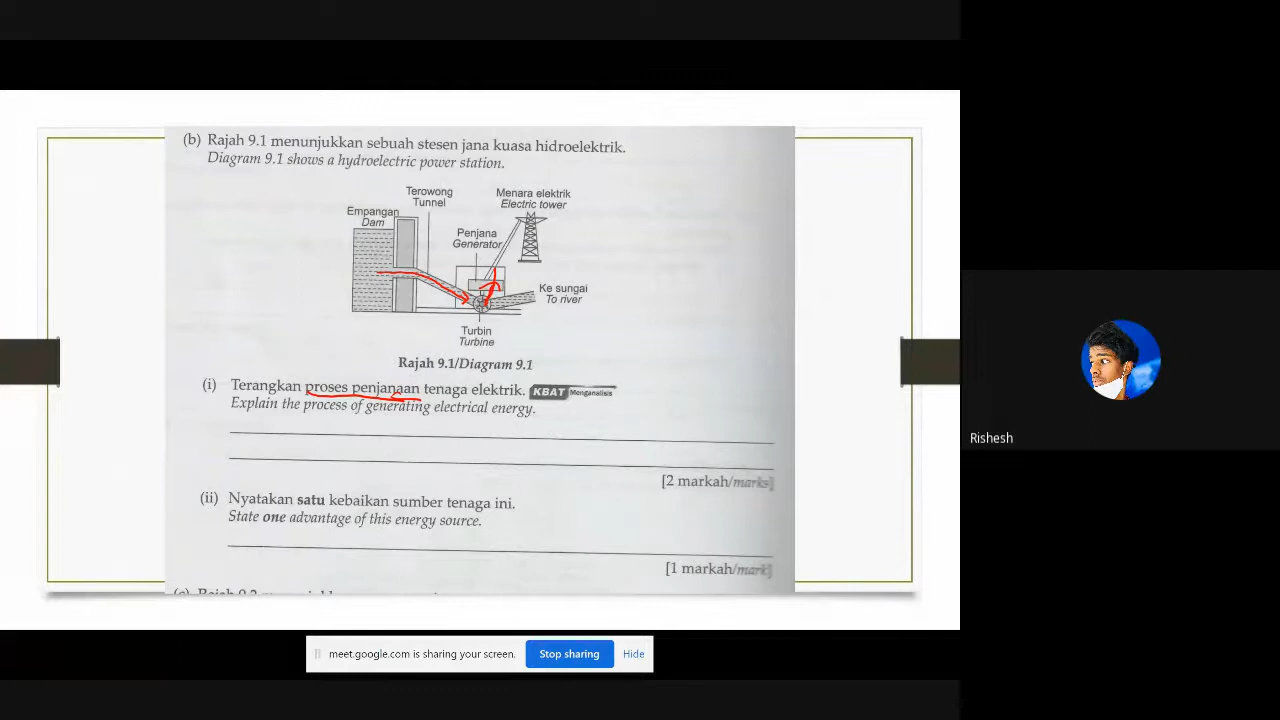 (b) Rajah 9.1 menunjukkan sebuah stesen jana kuasa hidroelektrik.
Diagram 9.1 shows a hydroelectric power station.
Terowong
Tunnel
Menara elektrik
Electric tower
Empangan
Dam
Penjana
Generator
Ke sungai
To river
Turbin
Turbine
Rajah 9.1/Diagram 9.1
(i) Terangkan proses penjanaan tenaga elektrik. KBAT Menganalisis
Explain the process of generating electrical energy.
[2 markah/marks]
(ii) Nyatakan satu kebaikan sumber tenaga ini.
State one advantage of this energy source.
[1 markah/mark]
Rishesh
meet.google.com is sharing your screen. Stop sharing Hide